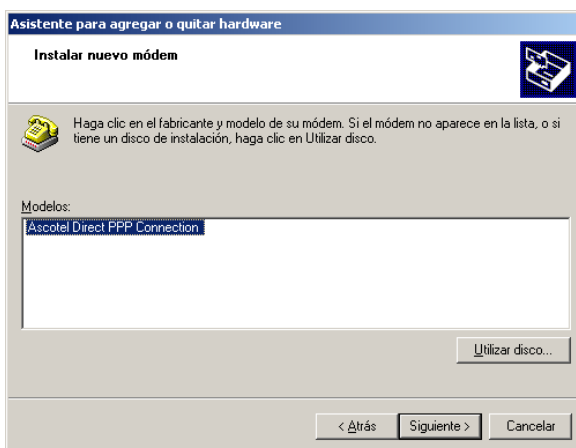 Asistente para agregar o quitar hardware
Instalar nuevo módem
Haga clic en el fabricante y modelo de su módem. Si el módem no aparece en la lista, o si
tiene un disco de instalación, haga clic en Utilizar disco.
Modelos:
Ascotel Direct PPP Connection
Utilizar disco...
< Atrás Siguiente > Cancelar